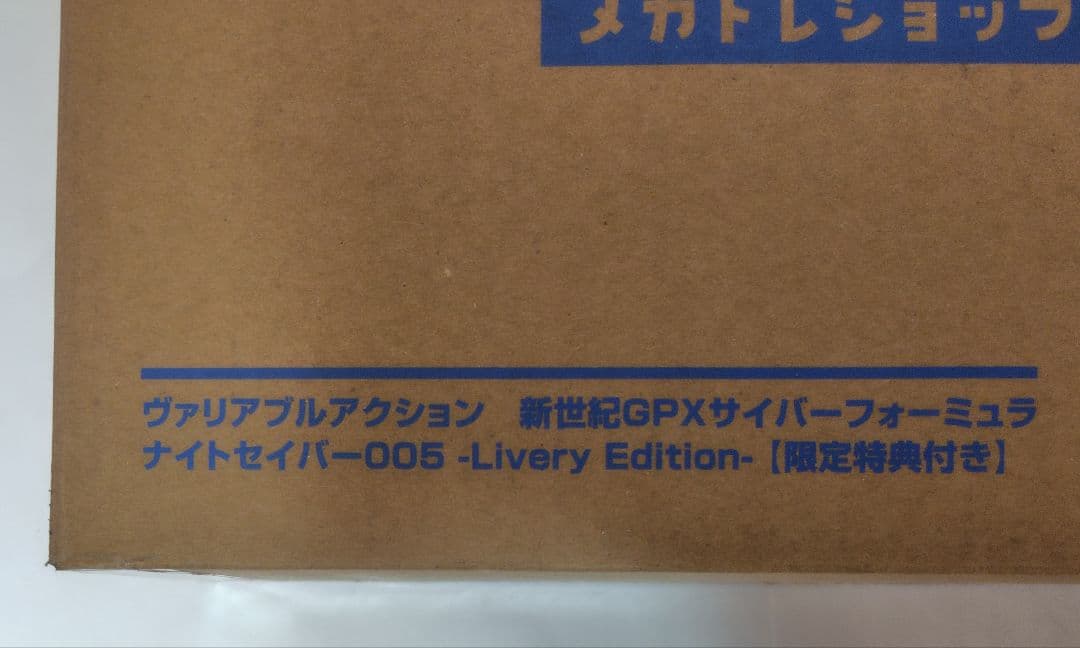 メガトレショップ
ヴァリアブルアクション　新世紀GPXサイバーフォーミュラ
ナイトセイバー005 -Livery Edition-【限定特典付き】